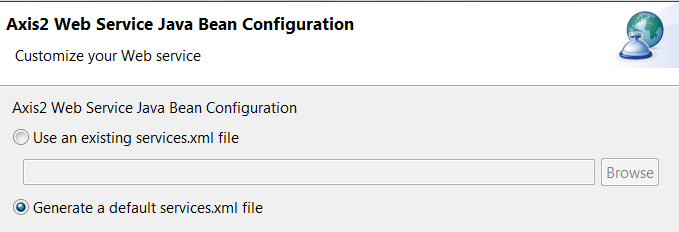 Axis2 Web Service Java Bean Configuration
Customize your Web service
Axis2 Web Service Java Bean Configuration
Use an existing services.xml file
Browse
Generate a default services.xml file